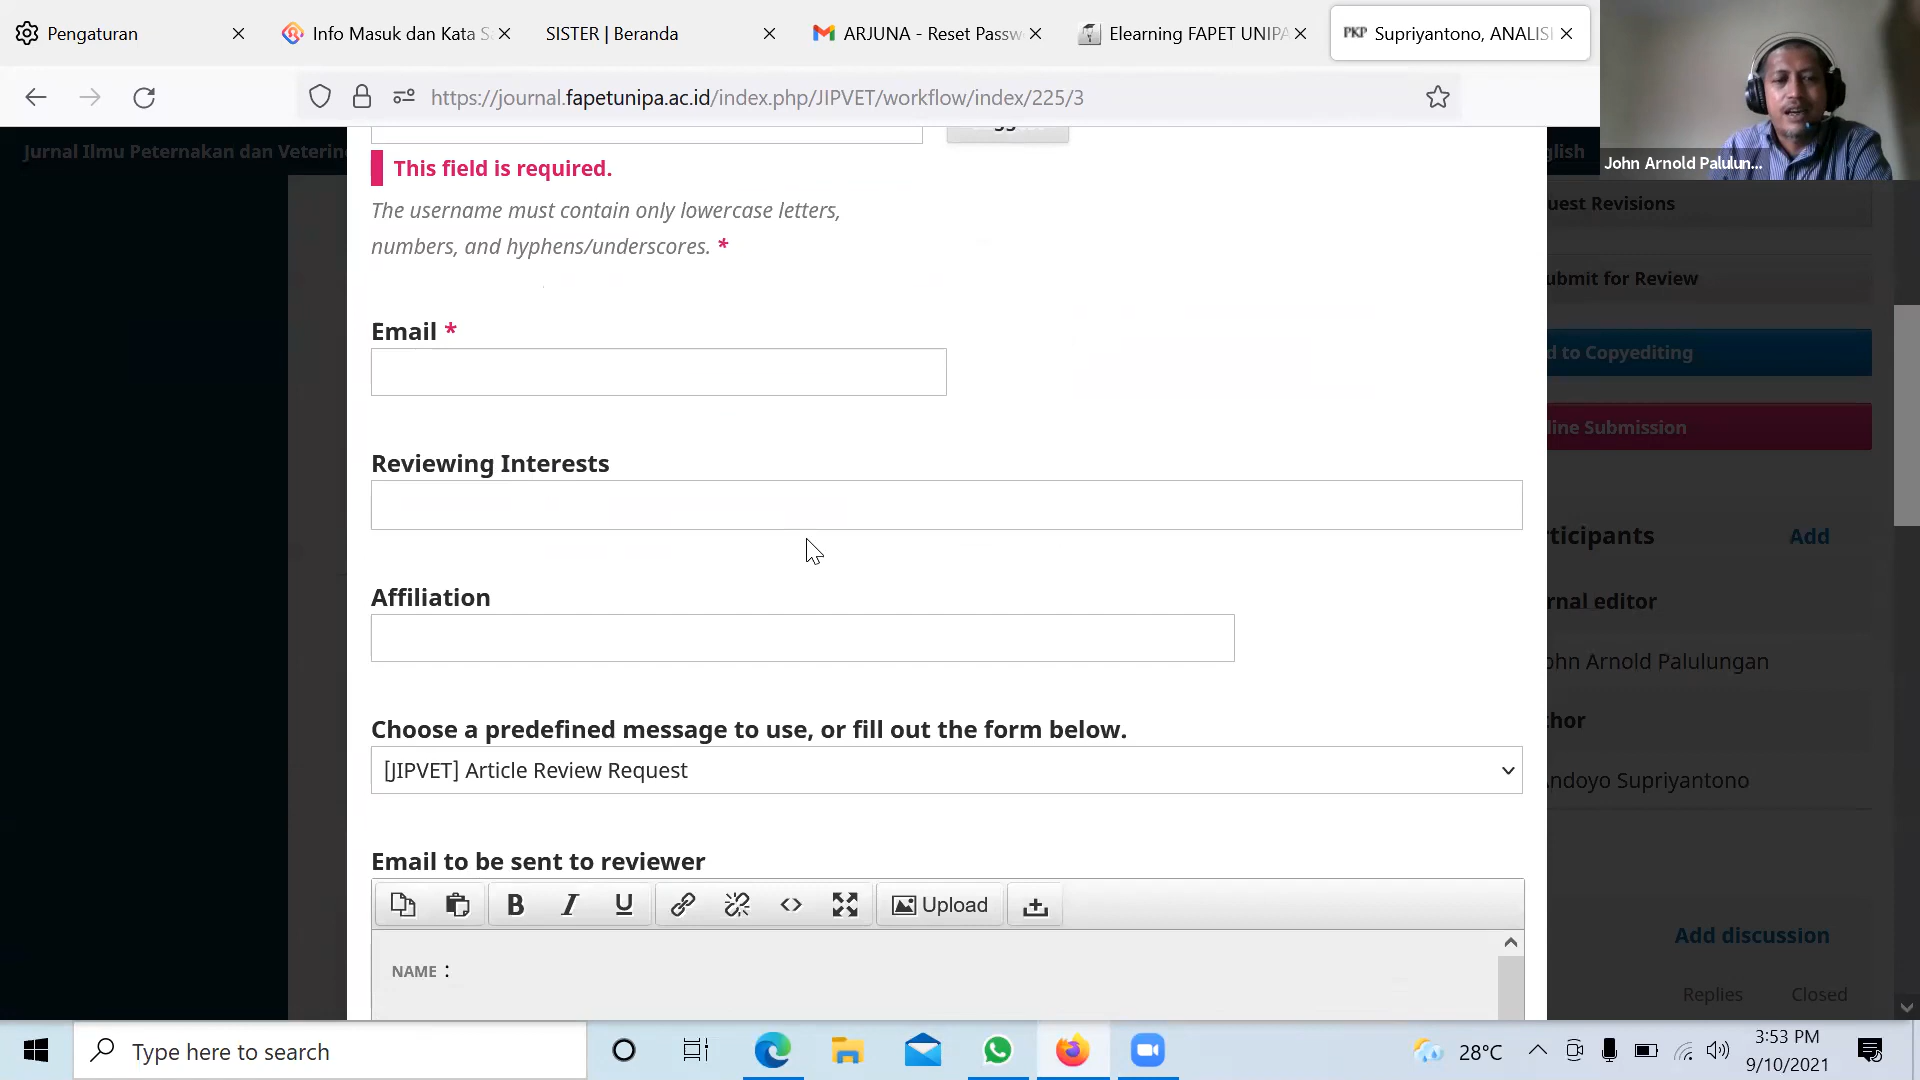 Pengaturan
Info Masuk dan Kata S
SISTER | Beranda
ARJUNA - Reset Passw
Elearning FAPET UNIPA
PKP Supriyantono, ANALISI
https://journal.fapetunipa.ac.id/index.php/JIPVET/workflow/index/225/3
John Arnold Palulun...
Jurnal Ilmu Peternakan dan Veterin
glish
This field is required.
The username must contain only lowercase letters,
numbers, and hyphens/underscores. *
uest Revisions
ubmit for Review
Email *
d to Copyediting
line Submission
Reviewing Interests
rticipants
Add
Affiliation
rnal editor
ohn Arnold Palulungan
Choose a predefined message to use, or fill out the form below.
thor
[JIPVET] Article Review Request
ndoyo Supriyantono
Email to be sent to reviewer
B I U
Upload
Add discussion
NAME :
Replies
Closed
Type here to search
28°C
3:53 PM
9/10/2021